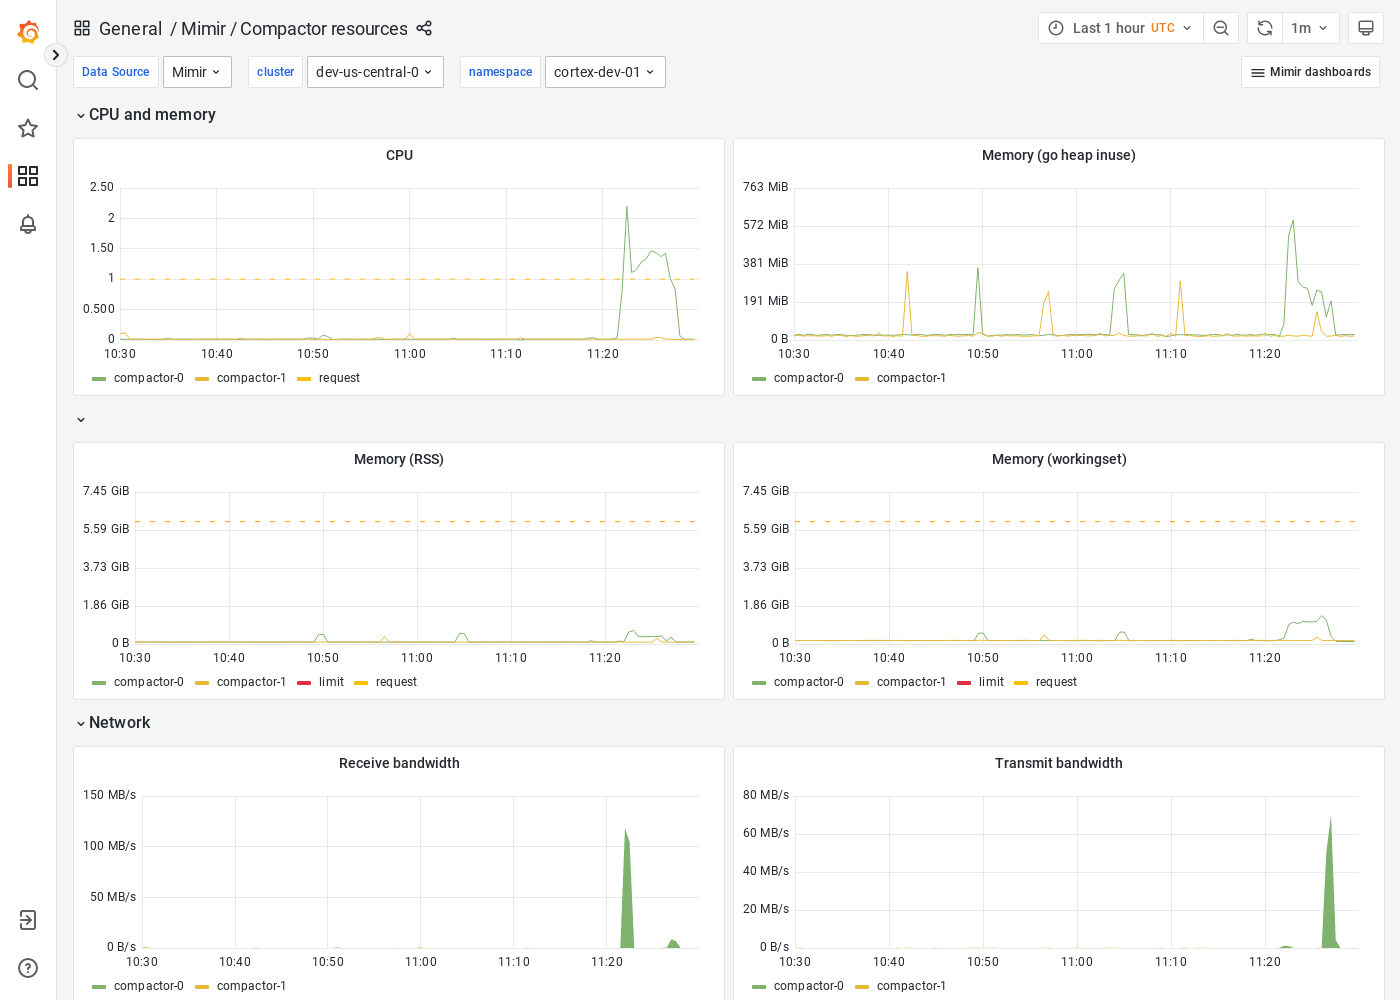 General / Mimir / Compactor resources
Last 1 hour UTC
1m
Data Source Mimir cluster dev-us-central-0 namespace cortex-dev-01
Mimir dashboards
CPU and memory
CPU
2.50
2
1.50
1
0.500
0
10:30 10:40 10:50 11:00 11:10 11:20
compactor-0 compactor-1 request
Memory (go heap inuse)
763 MiB
572 MiB
381 MiB
191 MiB
0 B
10:30 10:40 10:50 11:00 11:10 11:20
compactor-0 compactor-1
Memory (RSS)
7.45 GiB
5.59 GiB
3.73 GiB
1.86 GiB
0 B
10:30 10:40 10:50 11:00 11:10 11:20
compactor-0 compactor-1 limit request
Memory (workingset)
7.45 GiB
5.59 GiB
3.73 GiB
1.86 GiB
0 B
10:30 10:40 10:50 11:00 11:10 11:20
compactor-0 compactor-1 limit request
Network
Receive bandwidth
150 MB/s
100 MB/s
50 MB/s
0 B/s
10:30 10:40 10:50 11:00 11:10 11:20
compactor-0 compactor-1
Transmit bandwidth
80 MB/s
60 MB/s
40 MB/s
20 MB/s
0 B/s
10:30 10:40 10:50 11:00 11:10 11:20
compactor-0 compactor-1